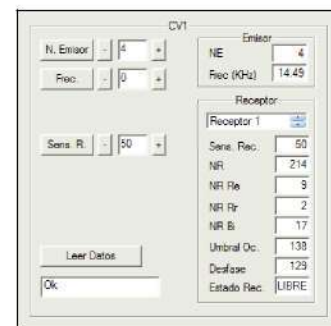 CV1
N. Emisor - 4 +
Frec. - 0 +
Sens. R. - 50 +
Leer Datos
Ok
Emisor
NE 4
Frec (KHz) 14.49
Receptor
Receptor 1
Sens. Rec. 50
NR 214
NR Re 9
NR Rr 2
NR Bi 17
Umbral Oc. 138
Desfase 129
Estado Rec. LIBRE